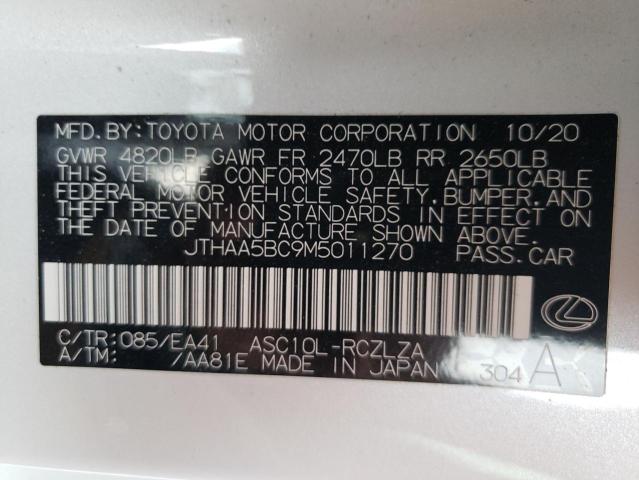 MFD.BY:TOYOTA MOTOR CORPORATION 10/20
GVWR 4820LB GAWR FR 2470LB RR 2650LB
THIS VEHICLE CONFORMS TO ALL APPLICABLE
FEDERAL MOTOR VEHICLE SAFETY,BUMPER,AND
THEFT PREVENTION STANDARDS IN EFFECT ON
THE DATE OF MANUFACTURE SHOWN ABOVE.
JTHAA5BC9M5011270 PASS.CAR
C/TR:085/EA41 ASC10L-RCZLZA
A/TM: /AA81E MADE IN JAPAN 304 A